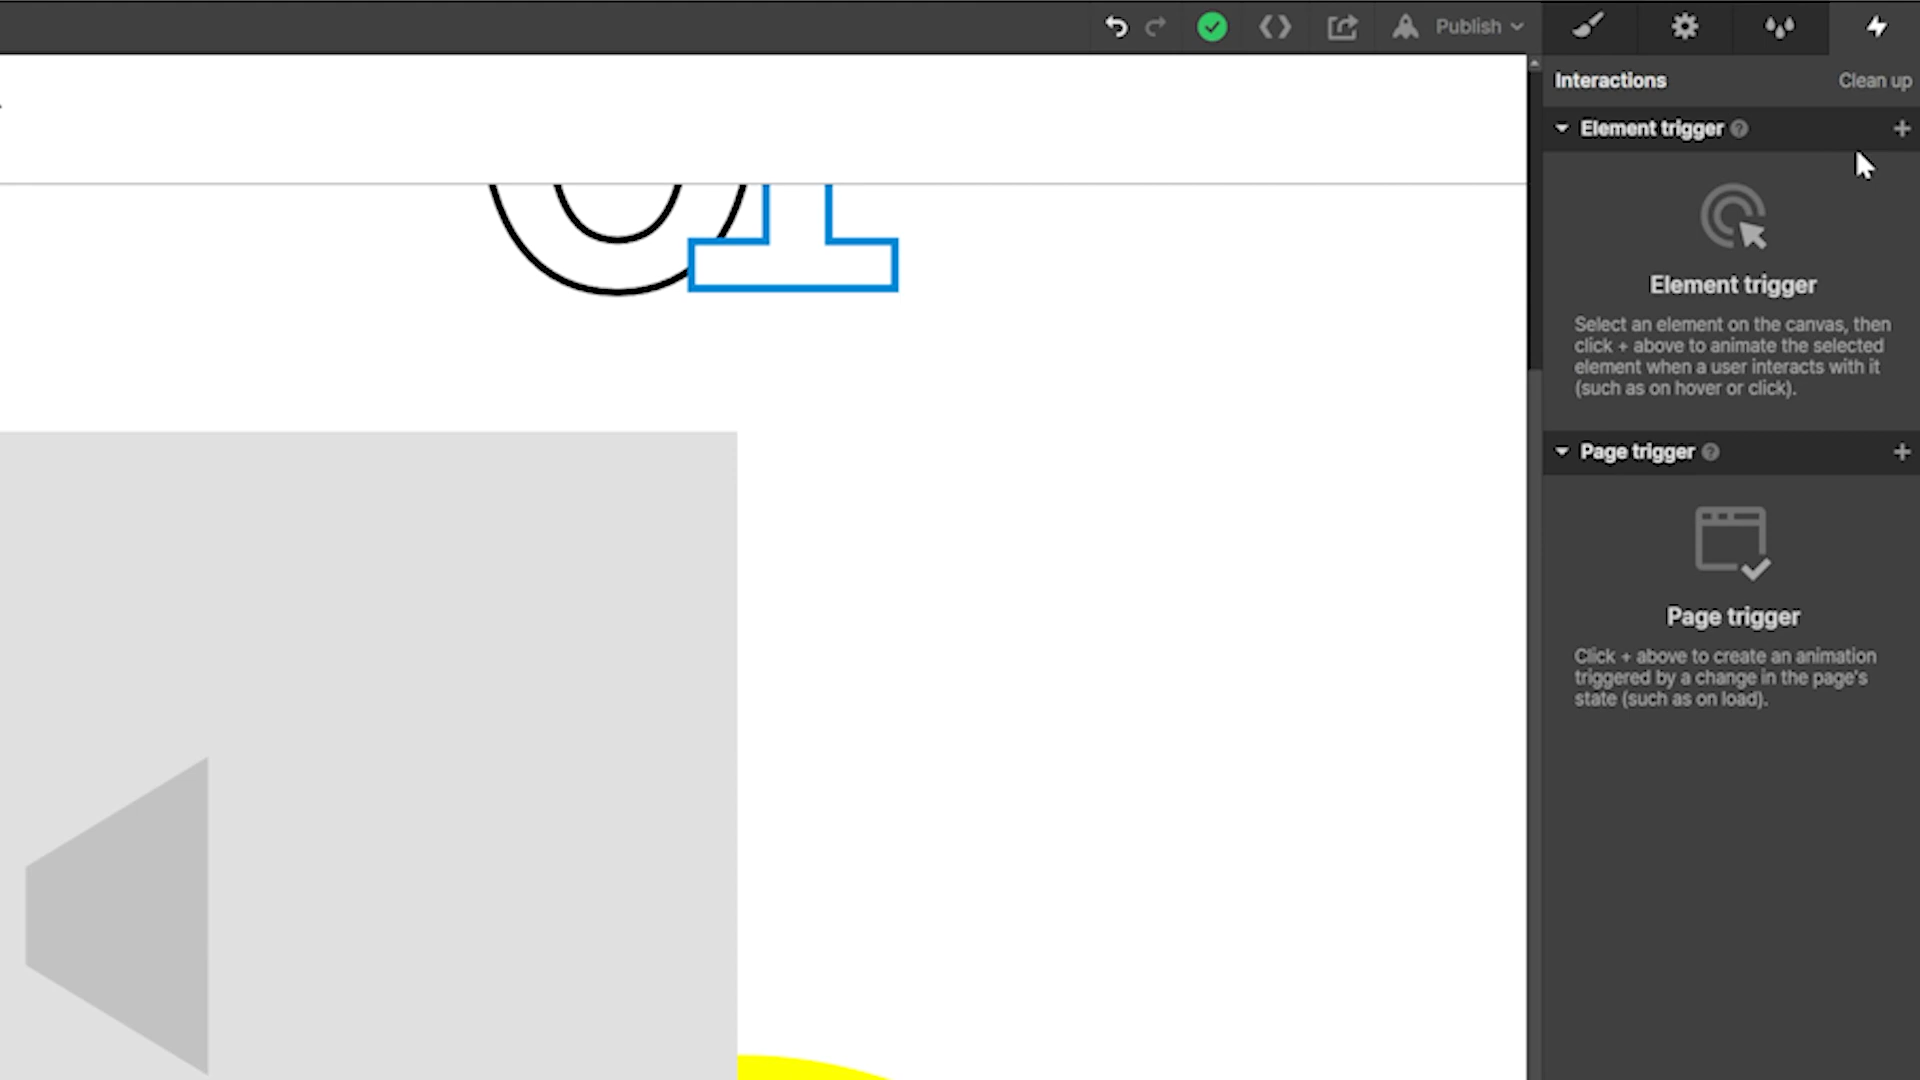 Publish
Interactions
Clean up
Element trigger
Element trigger
Select an element on the canvas, then
click + above to animate the selected
element when a user interacts with it
(such as on hover or click).
Page trigger
Page trigger
Click + above to create an animation
triggered by a change in the page's
state (such as on load).